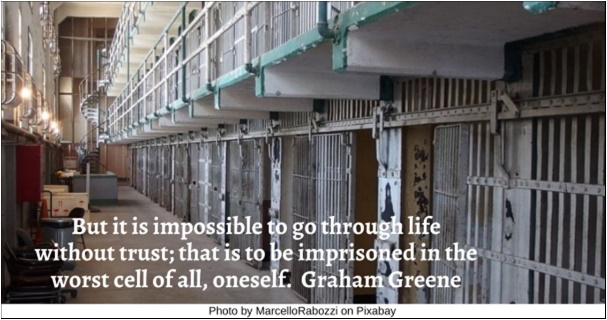 But it is impossible to go through life
without trust; that is to be imprisoned in the
worst cell of all, oneself.  Graham Greene
Photo by MarcelloRabozzi on Pixabay